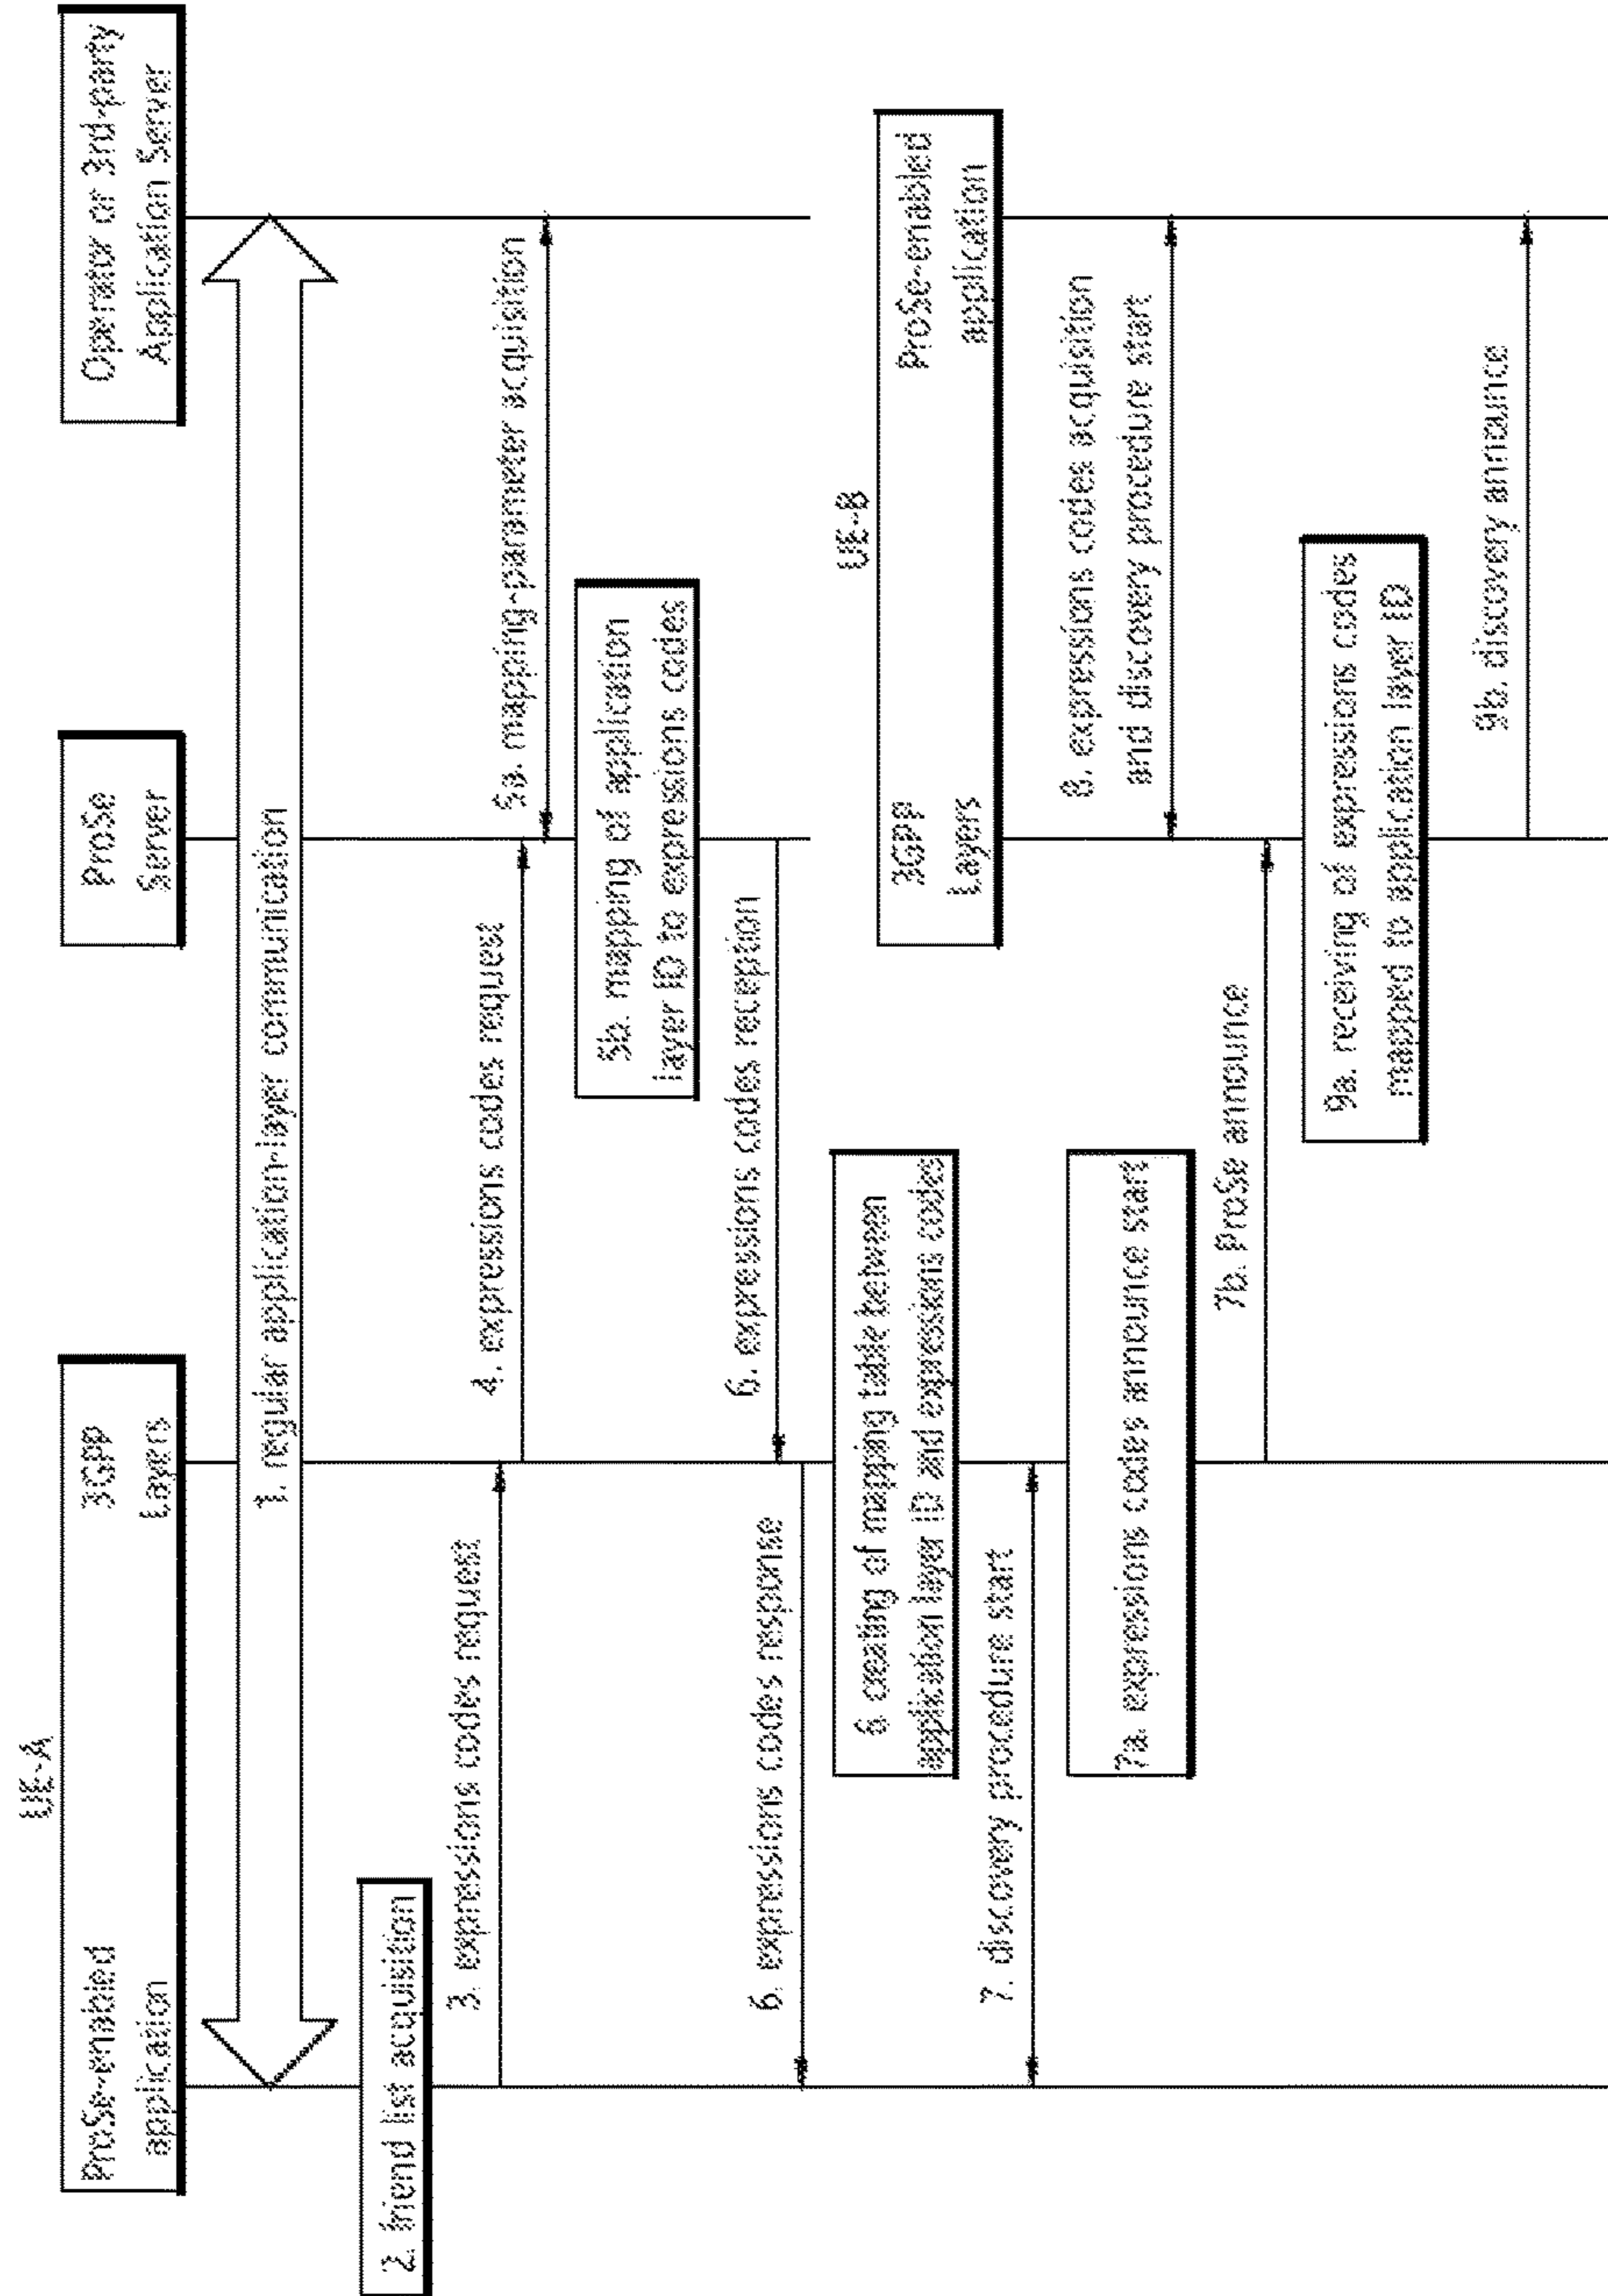 UE-A
ProSe-enabled
application
3GPP
Layers
ProSe
Server
Operator or 3rd-party
Application Server
1. regular application-layer communication
2. friend list acquisition
3. expressions codes request
4. expressions codes request
5a. mapping-parameter acquisition
5b. mapping of application
layer ID to expressions codes
6. expressions codes reception
6. expressions codes response
6 creating of mapping table between
application layer ID and expressions codes
7. discovery procedure start
7a. expressions codes announce start
UE-B
3GPP
Layers
ProSe-enabled
application
8. expressions codes acquisition
and discovery procedure start
7b. ProSe announce
9a. receiving of expressions codes
mapped to application layer ID
9b. discovery announce